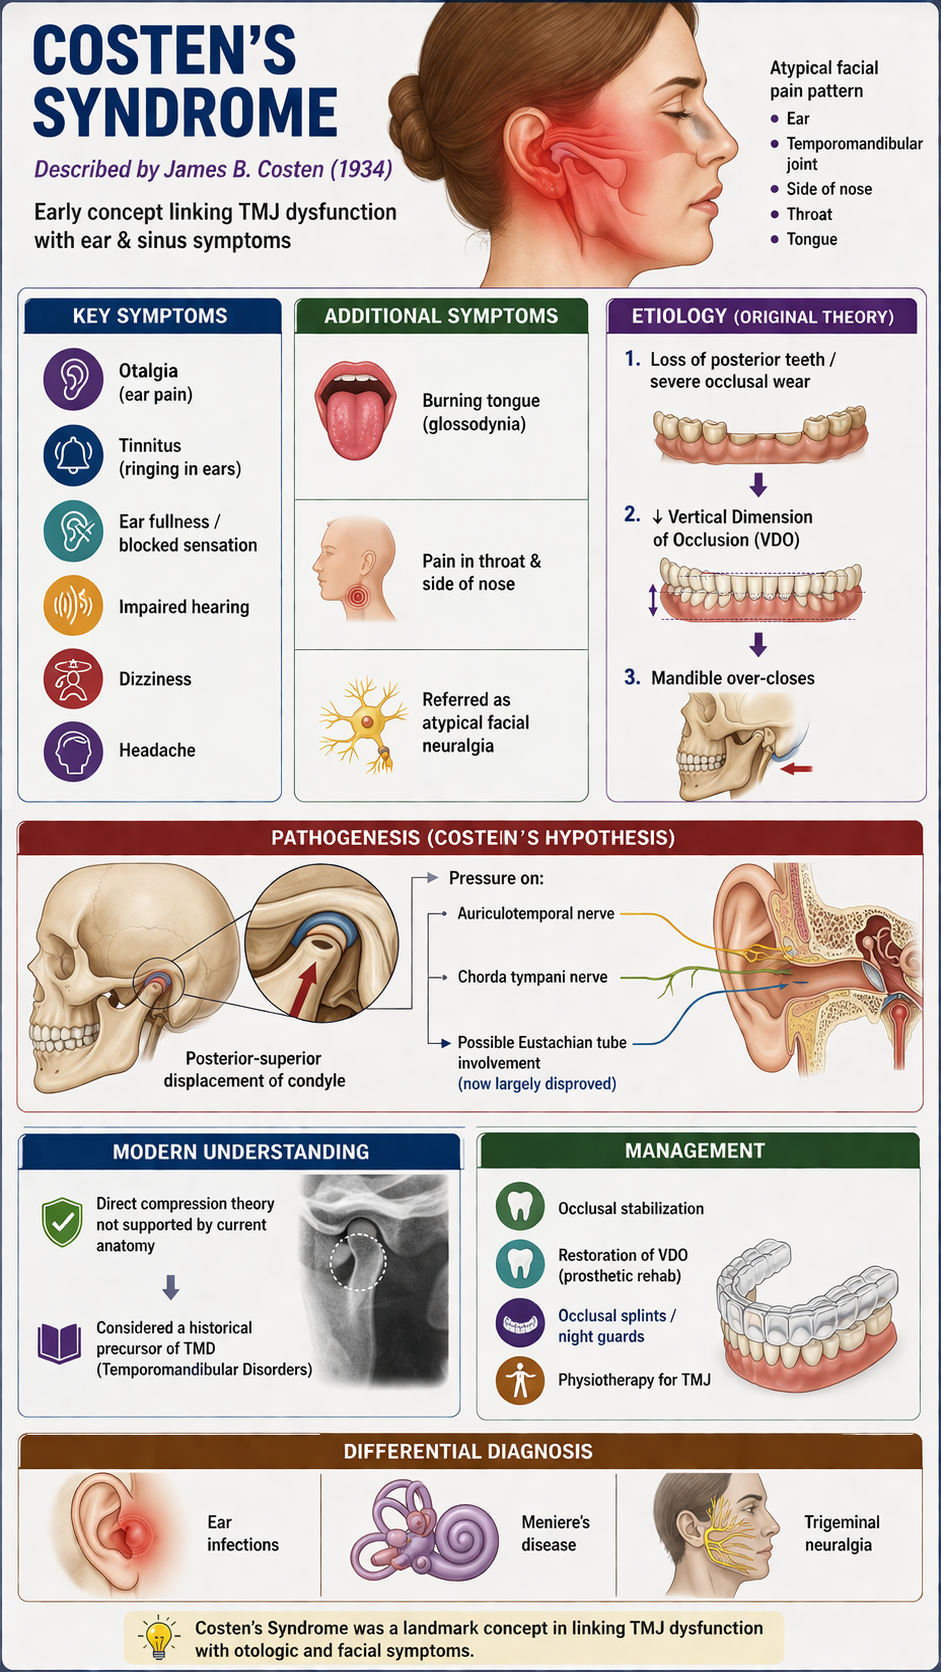 COSTEN'S
SYNDROME
Described by James B. Costen (1934)
Early concept linking TMJ dysfunction
with ear & sinus symptoms
Atypical facial
pain pattern
• Ear
• Temporomandibular
joint
• Side of nose
• Throat
• Tongue
KEY SYMPTOMS
Otalgia
(ear pain)
Tinnitus
(ringing in ears)
Ear fullness /
blocked sensation
Impaired hearing
Dizziness
Headache
ADDITIONAL SYMPTOMS
Burning tongue
(glossodynia)
Pain in throat &
side of nose
Referred as
atypical facial
neuralgia
ETIOLOGY (ORIGINAL THEORY)
1. Loss of posterior teeth /
severe occlusal wear
2. ↓ Vertical Dimension
of Occlusion (VDO)
3. Mandible over-closes
PATHOGENESIS (COSTEIN'S HYPOTHESIS)
Posterior-superior
displacement of condyle
Pressure on:
Auriculotemporal nerve
Chorda tympani nerve
Possible Eustachian tube
involvement
(now largely disproved)
MODERN UNDERSTANDING
Direct compression theory
not supported by current
anatomy
Considered a historical
precursor of TMD
(Temporomandibular Disorders)
MANAGEMENT
Occlusal stabilization
Restoration of VDO
(prosthetic rehab)
Occlusal splints /
night guards
Physiotherapy for TMJ
DIFFERENTIAL DIAGNOSIS
Ear
infections
Meniere's
disease
Trigeminal
neuralgia
Costen's Syndrome was a landmark concept in linking TMJ dysfunction
with otologic and facial symptoms.